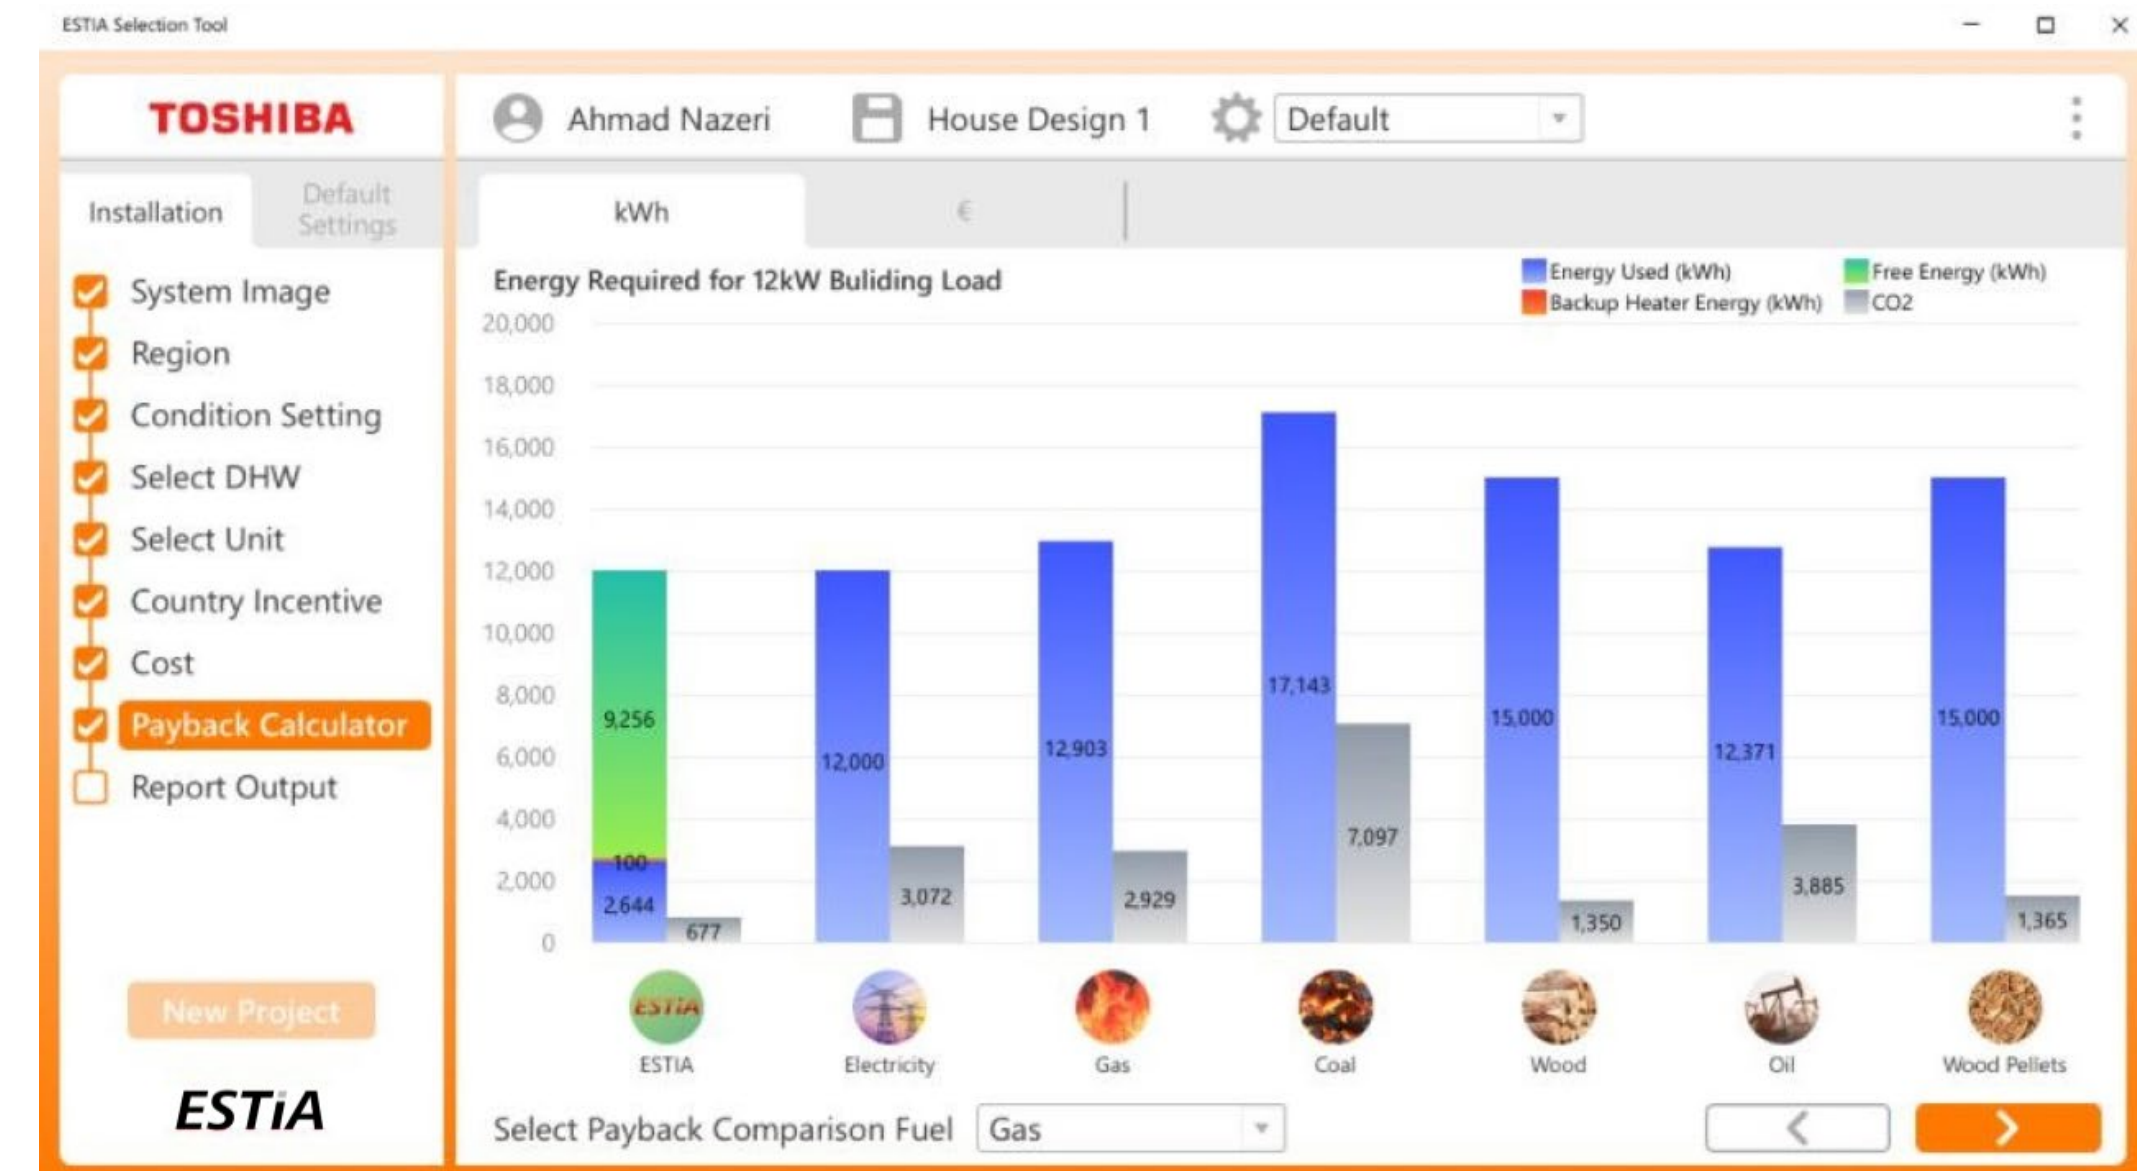 ESTIA Selection Tool
TOSHIBA
Ahmad Nazeri
House Design 1
Default
Installation
Default
Settings
kWh
€
System Image
Region
Condition Setting
Select DHW
Select Unit
Country Incentive
Cost
Payback Calculator
Report Output
New Project
ESTiA
Energy Required for 12kW Buliding Load
Energy Used (kWh)
Free Energy (kWh)
Backup Heater Energy (kWh)
CO2
20,000
18,000
16,000
14,000
12,000
10,000
8,000
6,000
4,000
2,000
0
9,256
100
2,644
677
12,000
3,072
12,903
2,929
17,143
7,097
15,000
1,350
12,371
3,885
15,000
1,365
ESTiA
ESTIA
Electricity
Gas
Coal
Wood
Oil
Wood Pellets
Select Payback Comparison Fuel
Gas